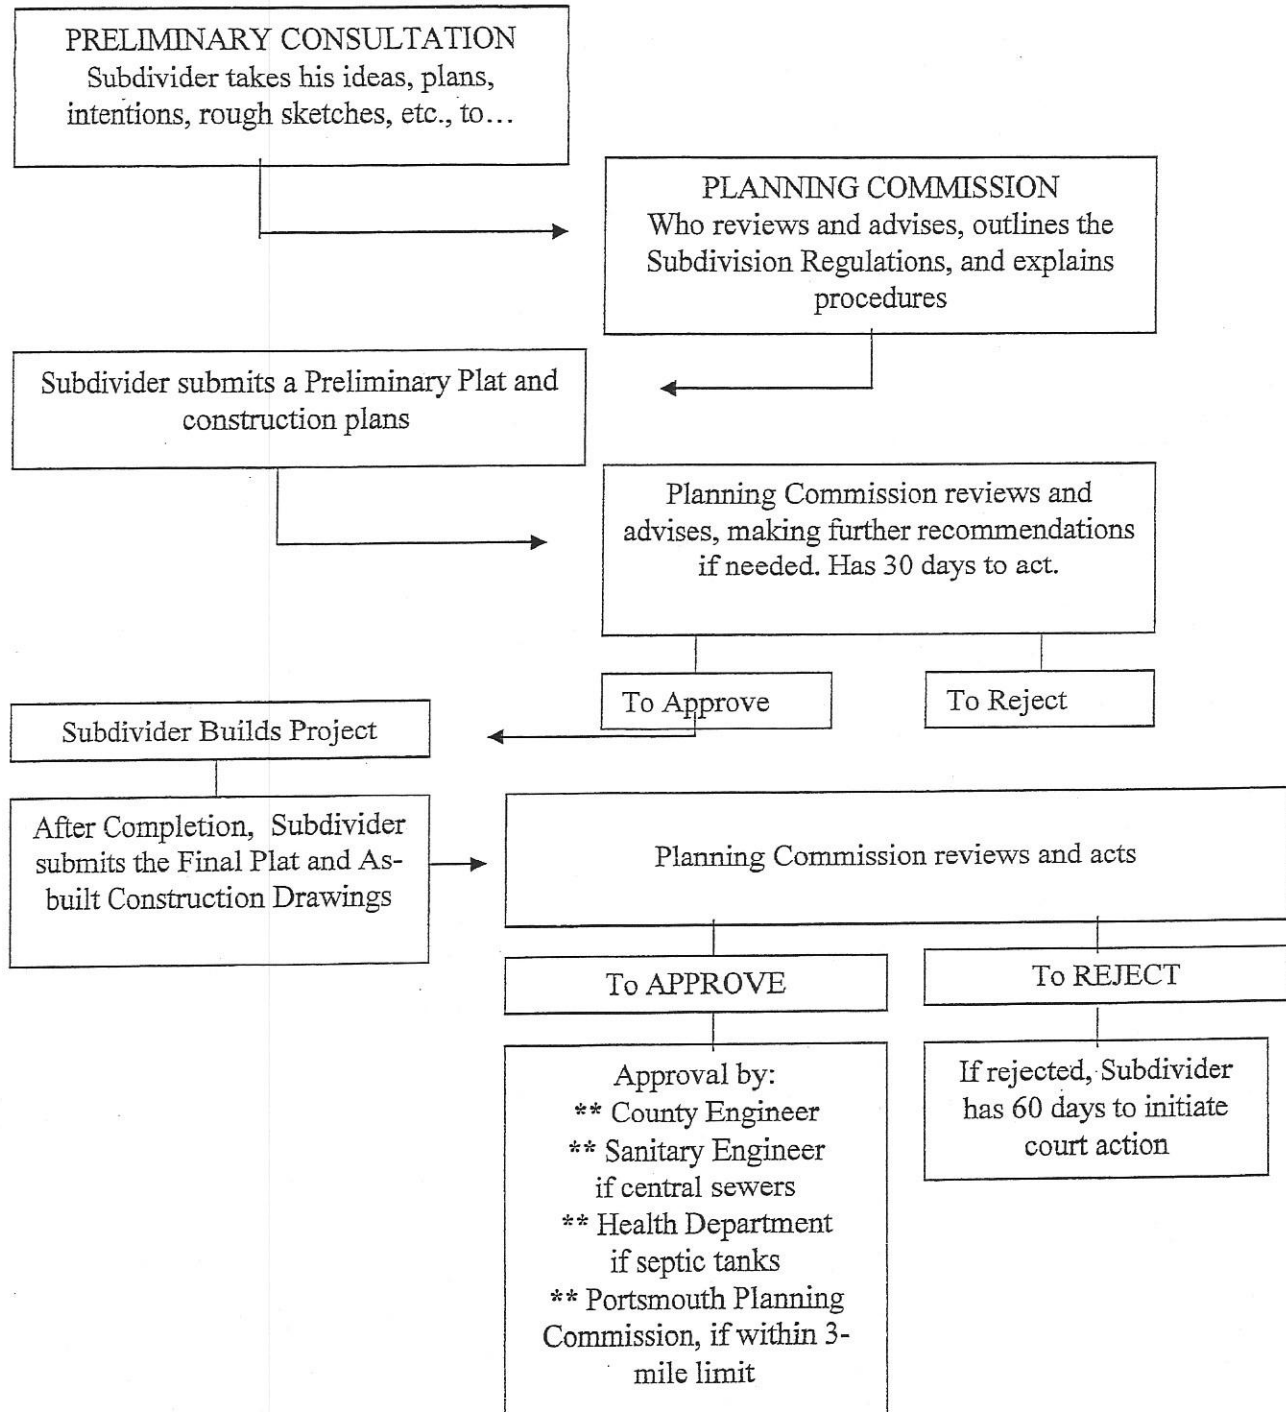 PRELIMINARY CONSULTATION
Subdivider takes his ideas, plans,
intentions, rough sketches, etc., to…
PLANNING COMMISSION
Who reviews and advises, outlines the
Subdivision Regulations, and explains
procedures
Subdivider submits a Preliminary Plat and
construction plans
Planning Commission reviews and
advises, making further recommendations
if needed. Has 30 days to act.
To Approve
To Reject
Subdivider Builds Project
After Completion, Subdivider
submits the Final Plat and As-
built Construction Drawings
Planning Commission reviews and acts
To APPROVE
To REJECT
Approval by:
** County Engineer
** Sanitary Engineer
if central sewers
** Health Department
if septic tanks
** Portsmouth Planning
Commission, if within 3-
mile limit
If rejected, Subdivider
has 60 days to initiate
court action